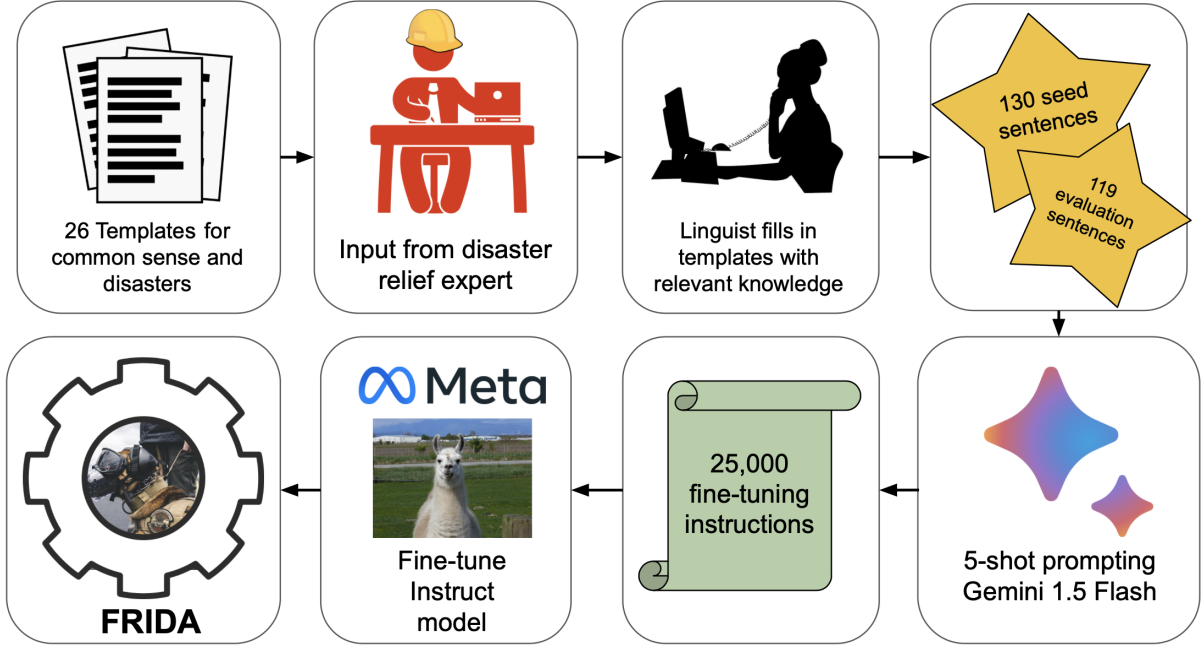 26 Templates for
common sense and
disasters
Input from disaster
relief expert
Linguist fills in
templates with
relevant knowledge
130 seed
sentences
119
evaluation
sentences
5-shot prompting
Gemini 1.5 Flash
25,000
fine-tuning
instructions
Meta
Fine-tune
Instruct
model
FRIDA